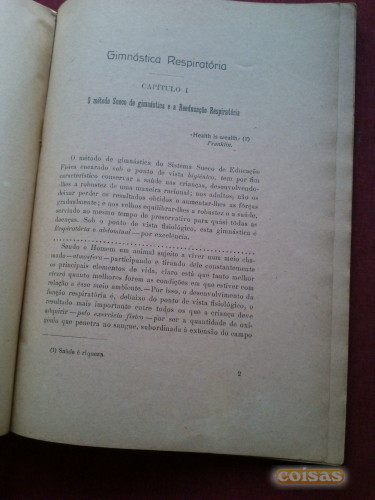 Gimnástica Respiratória
CAPÍTULO I
O método Sueco de gimnástica e a Reeducação Respiratória
«Health is wealth» (1)
Franklin.
O método de gimnástica do Sistema Sueco de Educação
Física encarado sob o ponto de vista higiénico, tem por fim
característico conservar a saúde nas crianças, desenvolvendo-
-lhes a robustos de uma maneira racional; nos adultos, não
deixar perder os resultados obtidos e aumentar-lhes as forças
gradualmente; e nos velhos equilibrar-lhes a robustos e a saúde,
servindo ao mesmo tempo de preservativo para quási todas as
doenças. Sob o ponto de vista fisiológico, esta gimnástica é
Respiratória e abdominal — por excelência.
Sendo o Homem um animal sujeito a viver num meio cha-
mado — atmosfera — participando e tirando dêle constantemente
os principais elementos da vida, claro está que tanto melhor
viverá quanto melhores forem as condições em que estiver com
relação a êsse meio ambiente. — Por isso, o desenvolvimento da
função respiratória é, debaixo do ponto de vista fisiológico, o
resultado mais importante entre todos os que a criança deve
adquirir — pelo exercício físico — por ser a quantidade de oxi-
génio que penetra no sangue, subordinada à extensão do campo
(1) Saúde é riqueza.
2
coisas